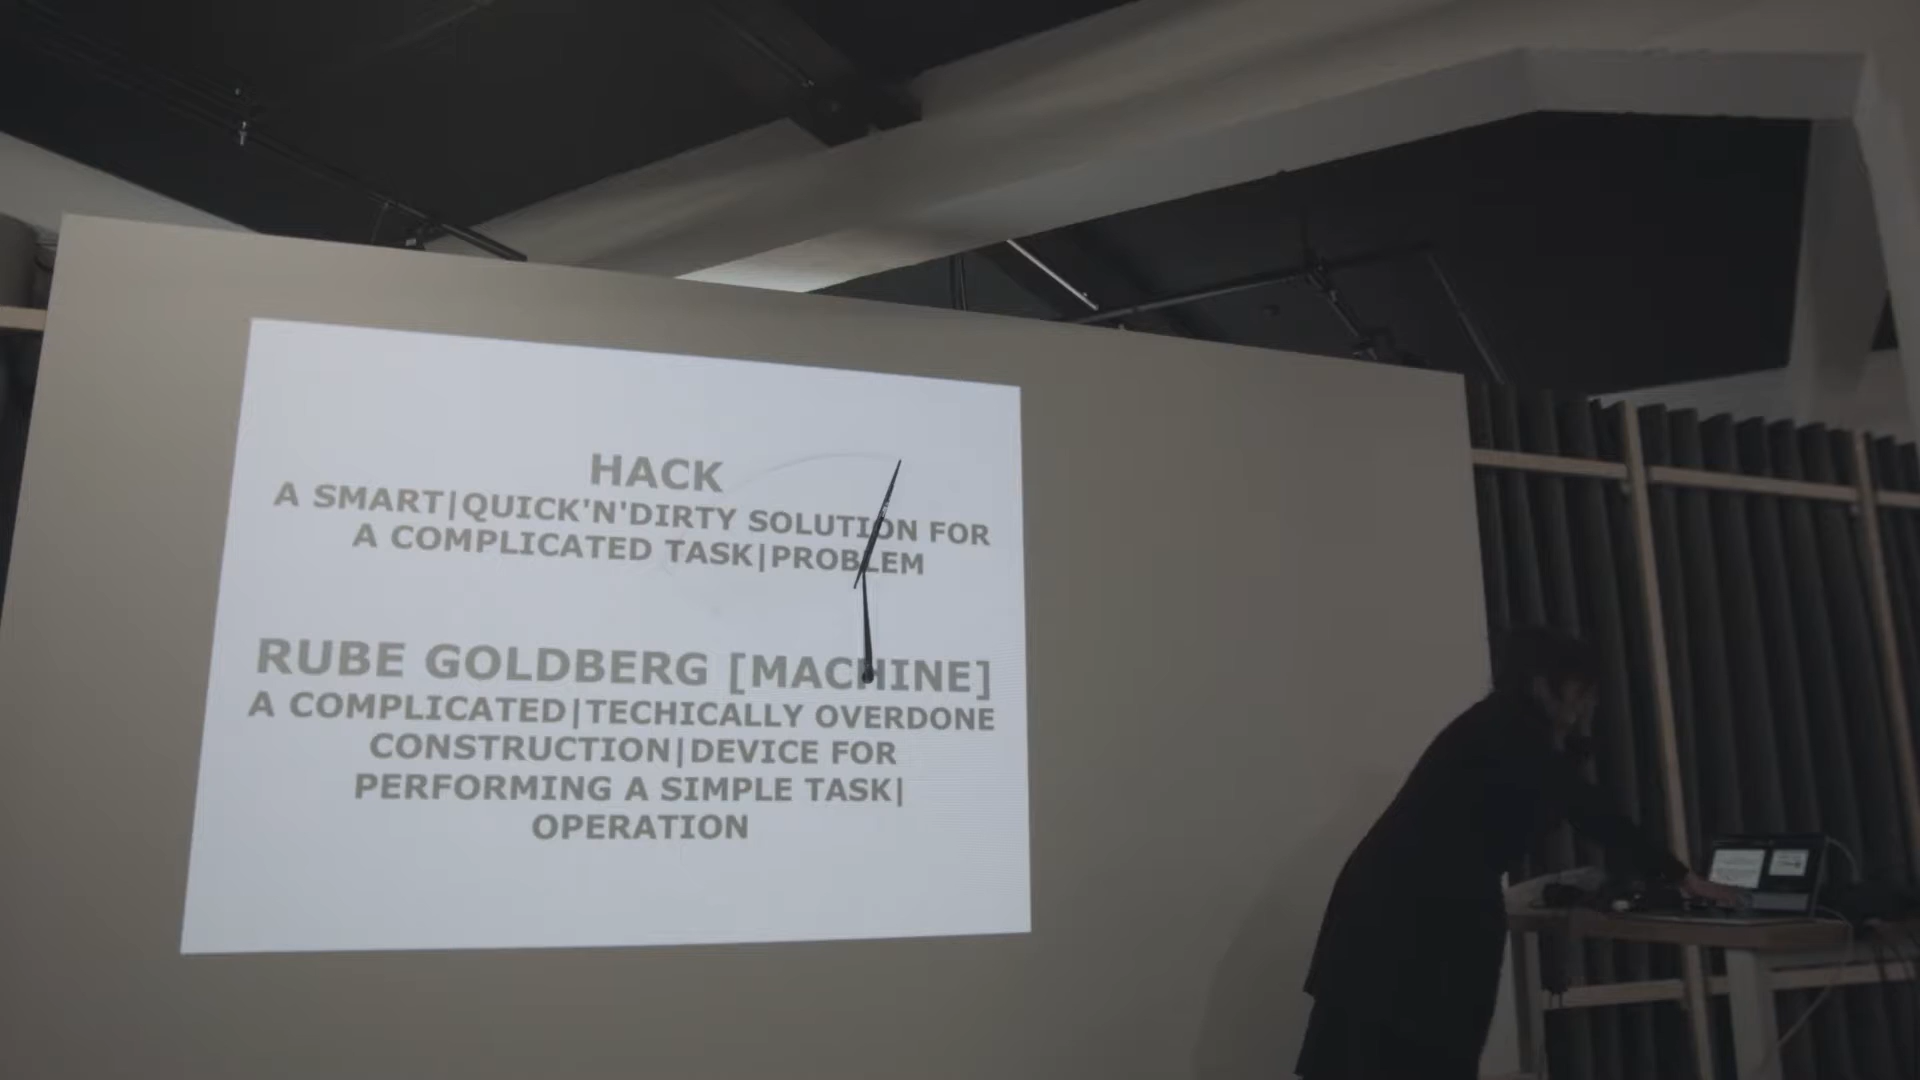 HACK
A SMART|QUICK'N'DIRTY SOLUTION FOR
A COMPLICATED TASK|PROBLEM
RUBE GOLDBERG [MACHINE]
A COMPLICATED|TECHICALLY OVERDONE
CONSTRUCTION|DEVICE FOR
PERFORMING A SIMPLE TASK|
OPERATION